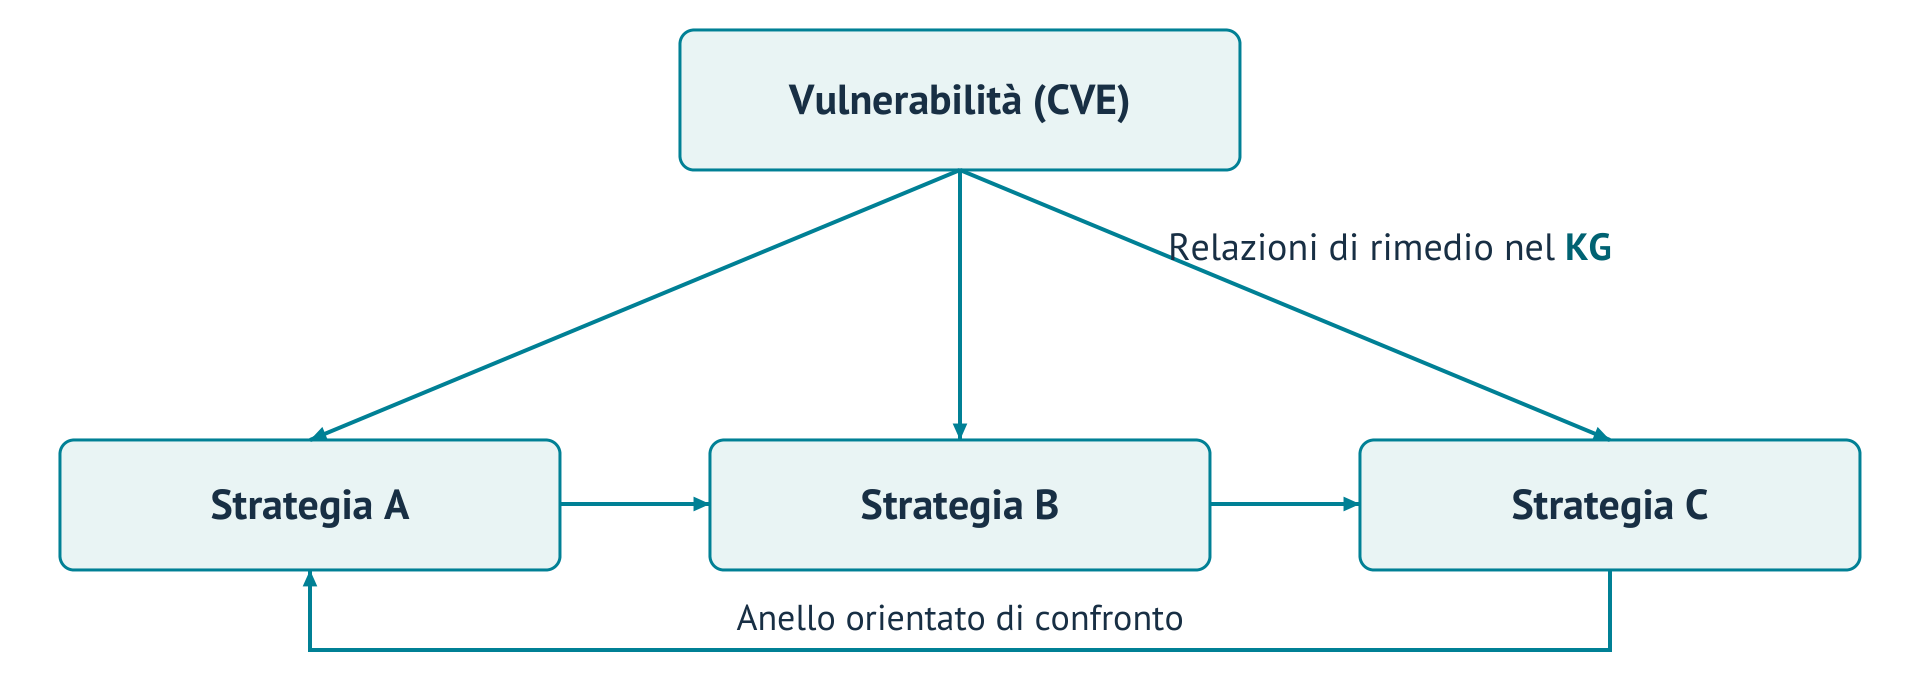 Vulnerabilità (CVE)
Relazioni di rimedio nel KG
Strategia A
Strategia B
Strategia C
Anello orientato di confronto